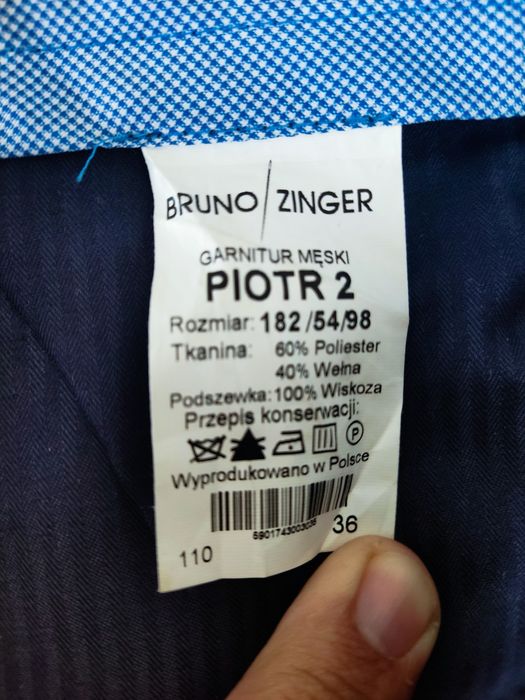 BRUNO/ZINGER
GARNITUR MĘSKI
PIOTR 2
Rozmiar: 182/54/98
Tkanina: 60% Poliester
40% Wełna
Podszewka: 100% Wiskoza
Przepis konserwacji:
P
Wyprodukowano w Polsce
5901743003036
36
110